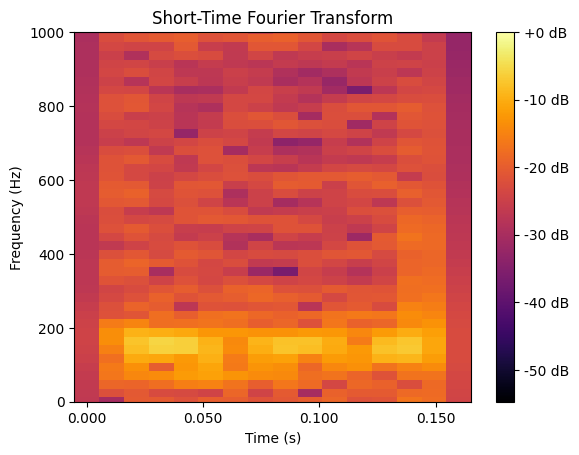 Short-Time Fourier Transform
Frequency (Hz)
1000
800
600
400
200
0
0.000
0.050
0.100
0.150
Time (s)
+0 dB
-10 dB
-20 dB
-30 dB
-40 dB
-50 dB